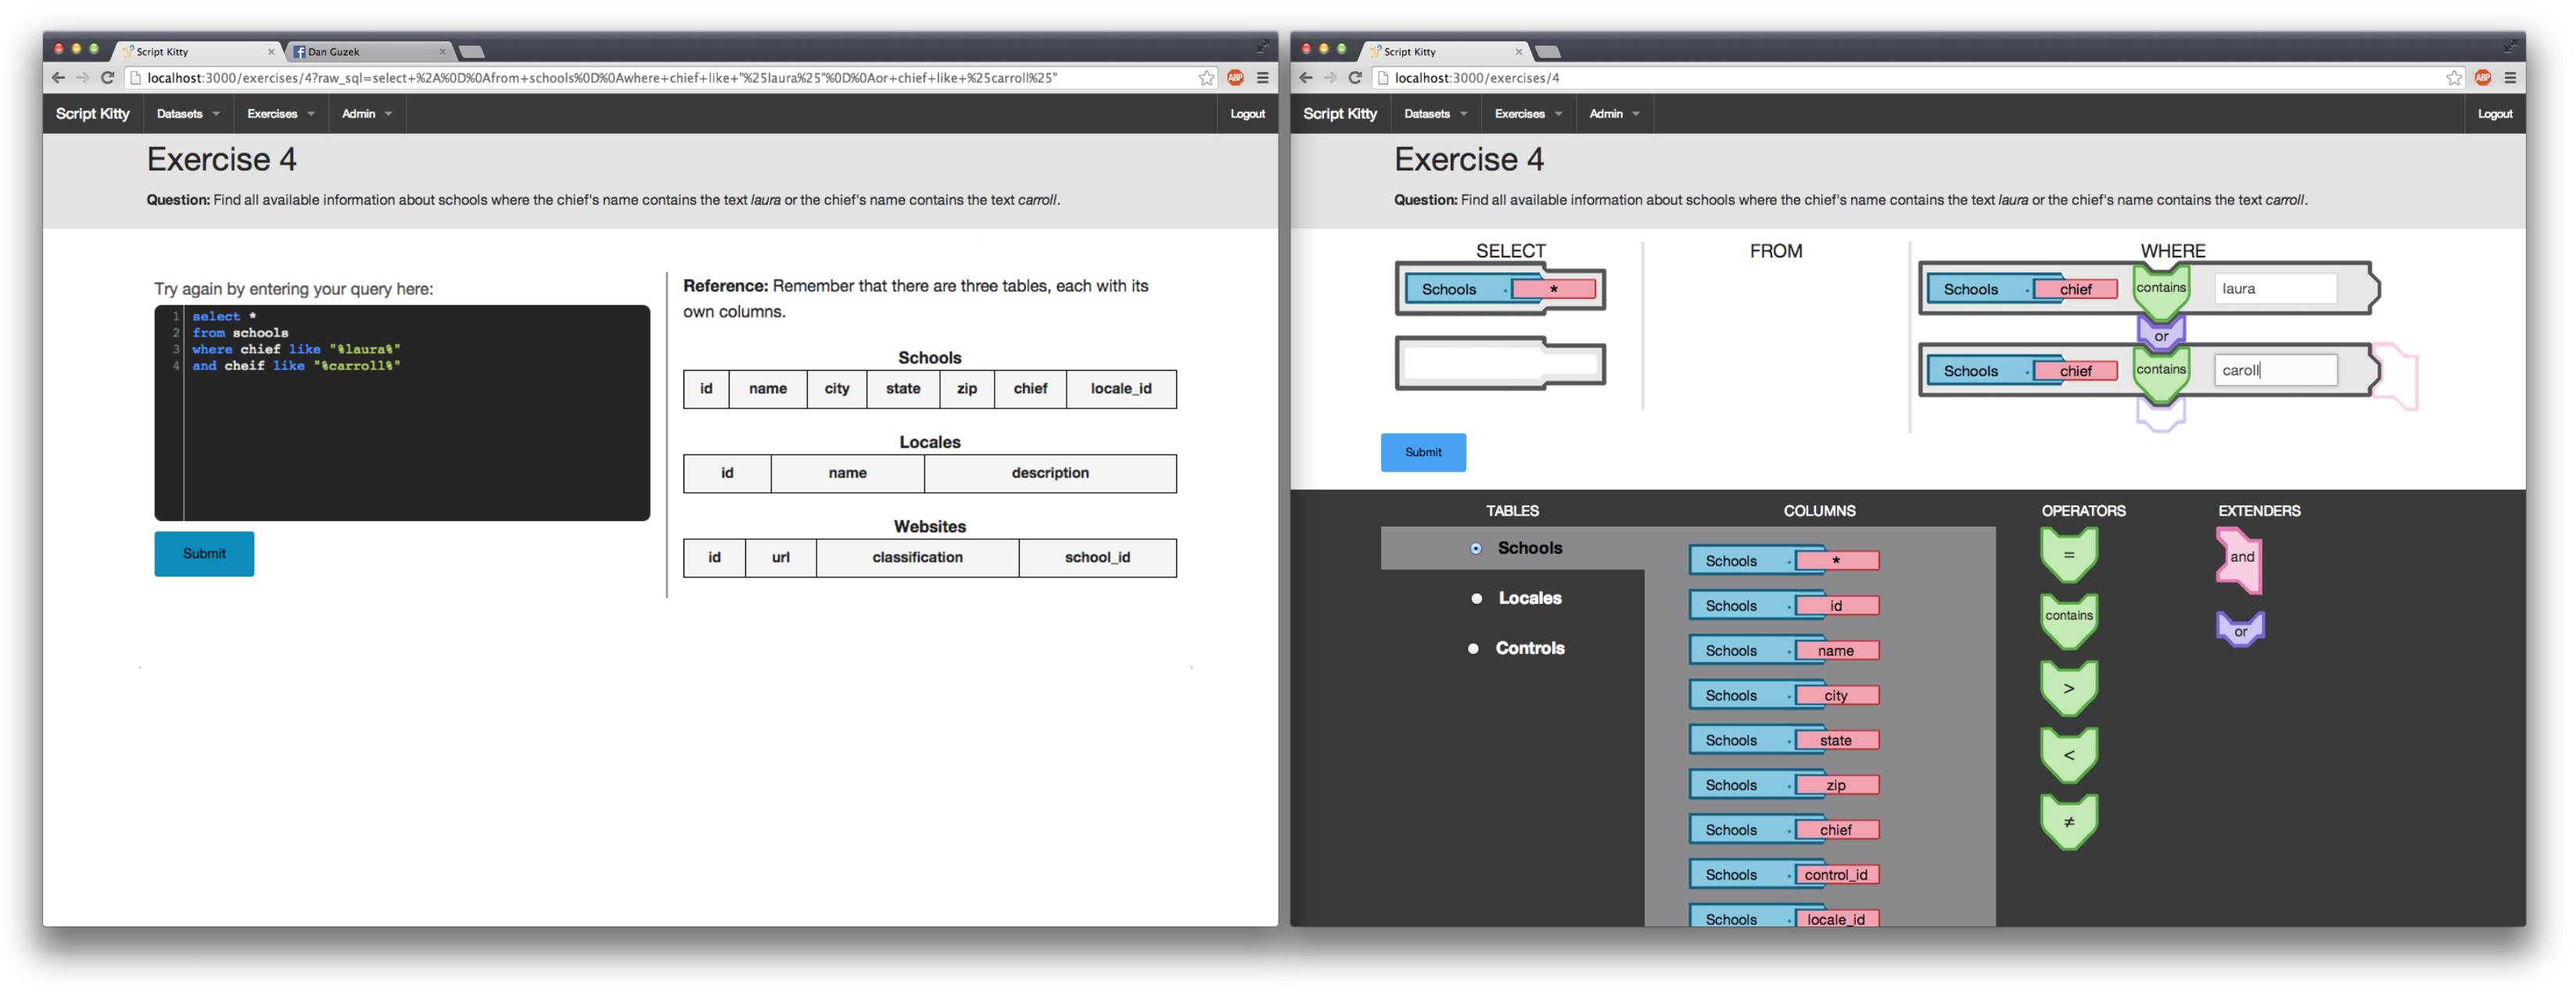 Script Kitty
Dan Guzek
localhost:3000/exercises/4?raw_sql=select+%2A%0D%0Afrom+schools%0D%0Awhere+chief+like+"%25laura%25"%0D%0Aor+chief+like+%25carroll%25"
ABP
Script Kitty Datasets Exercises Admin Logout
Exercise 4
Question: Find all available information about schools where the chief's name contains the text laura or the chief's name contains the text carroll.
Try again by entering your query here:
1 select *
2 from schools
3 where chief like "%laura%"
4 and cheif like "%carroll%"
Submit
Reference: Remember that there are three tables, each with its
own columns.
Schools
id name city state zip chief locale_id
Locales
id name description
Websites
id url classification school_id
Script Kitty
localhost:3000/exercises/4
ABP
Script Kitty Datasets Exercises Admin Logout
Exercise 4
Question: Find all available information about schools where the chief's name contains the text laura or the chief's name contains the text carroll.
SELECT FROM WHERE
Schools . * Schools . chief contains laura
or
Schools . chief contains caroll
Submit
TABLES COLUMNS OPERATORS EXTENDERS
Schools
Locales
Controls
Schools . *
Schools . id
Schools . name
Schools . city
Schools . state
Schools . zip
Schools . chief
Schools . control_id
Schools . locale_id
=
contains
>
<
≠
and
or